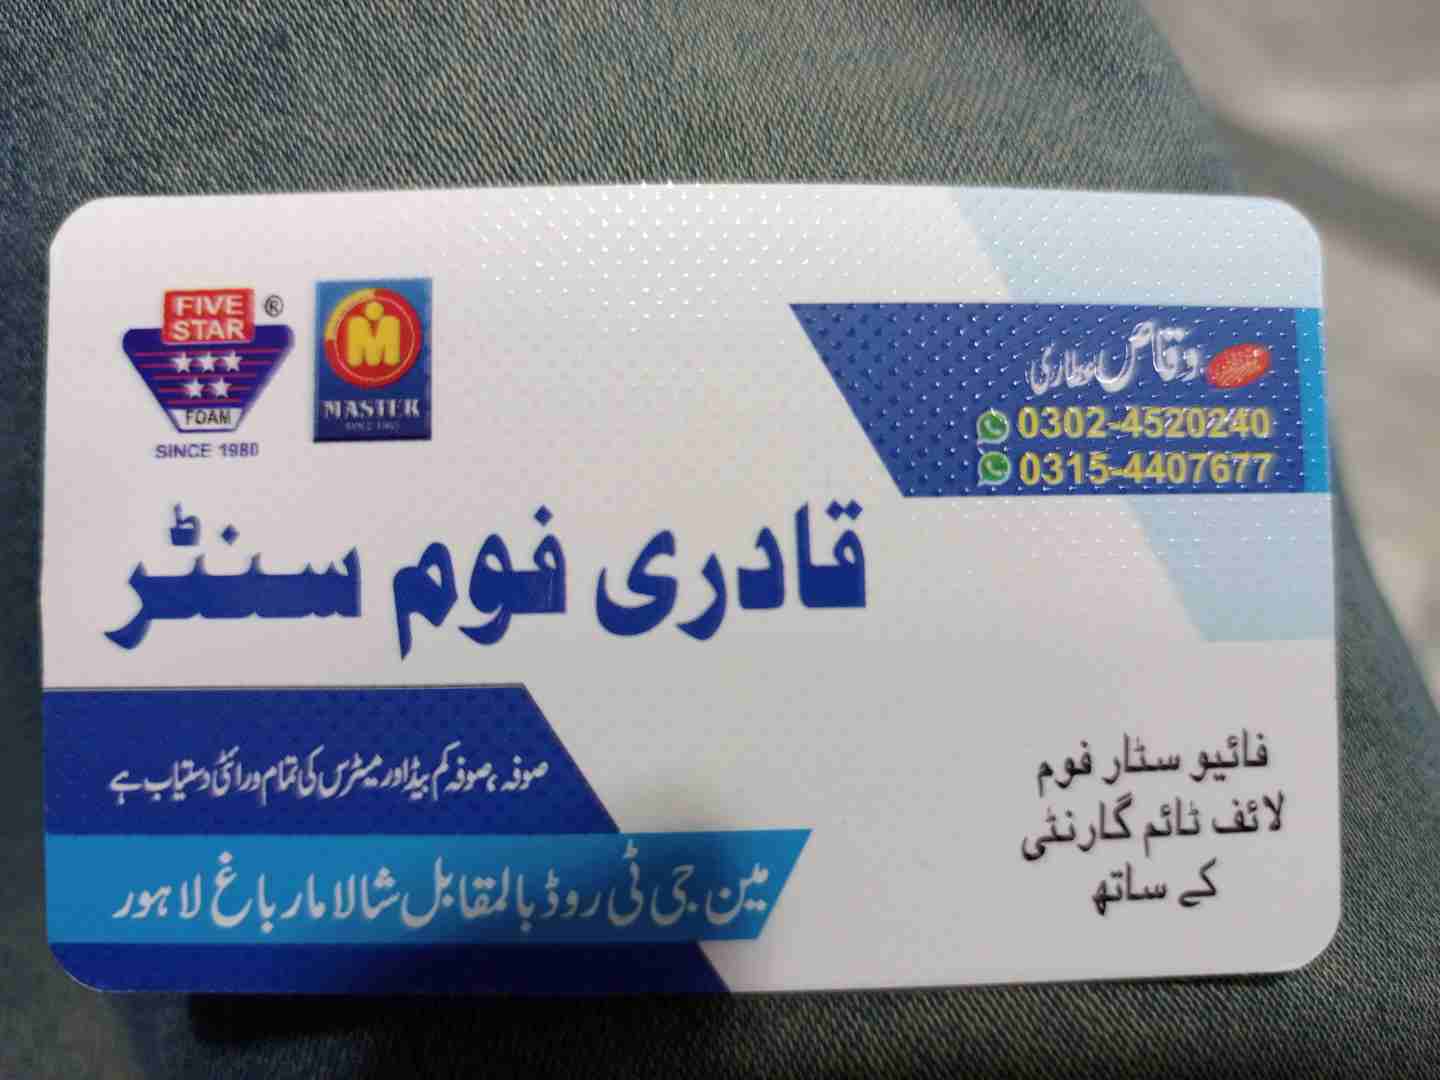 FIVE
STAR
®
FOAM
SINCE 1980
MASTER
وقاص عطاری
0302-4520240
0315-4407677
قادری فوم سنٹر
صوفہ، صوفہ کم بیڈ اور میٹرس کی تمام ورائٹی دستیاب ہے
مین جی ٹی روڈ بالمقابل شالامار باغ لاہور
فائیو سٹار فوم
لائف ٹائم گارنٹی
کے ساتھ